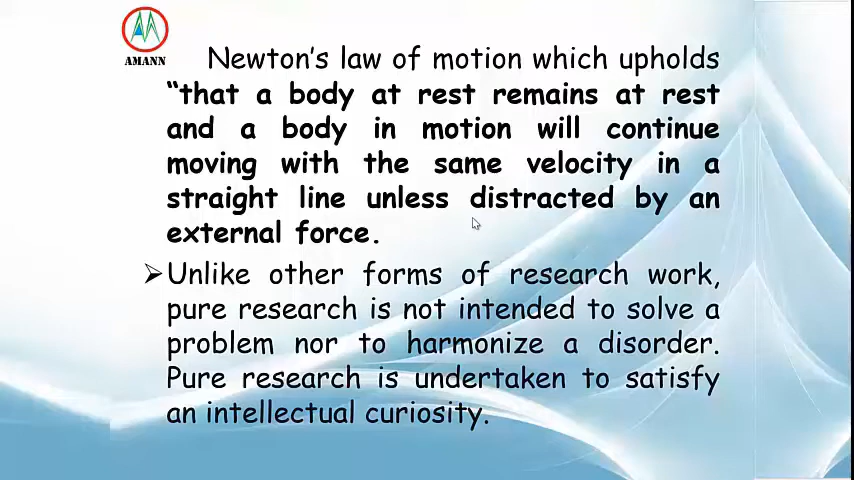 AMANN
Newton's law of motion which upholds
"that a body at rest remains at rest
and a body in motion will continue
moving with the same velocity in a
straight line unless distracted by an
external force.
➢Unlike other forms of research work,
pure research is not intended to solve a
problem nor to harmonize a disorder.
Pure research is undertaken to satisfy
an intellectual curiosity.